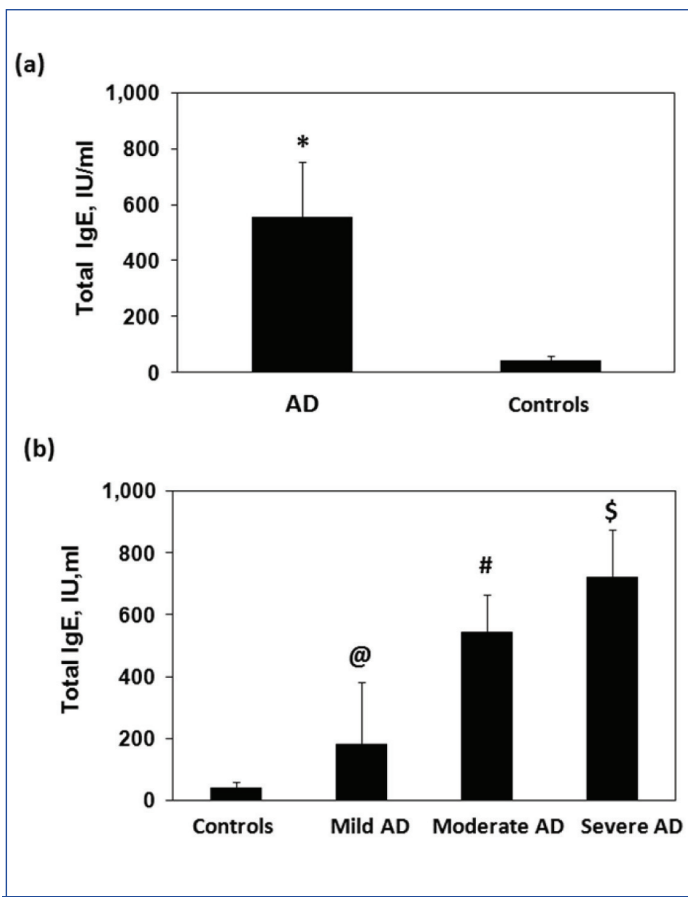 (a)
Total IgE, IU/ml
1,000
800
600
400
200
0
*
AD
Controls
(b)
Total IgE, IU,ml
1,000
800
600
400
200
0
@
#
$
Controls
Mild AD
Moderate AD
Severe AD